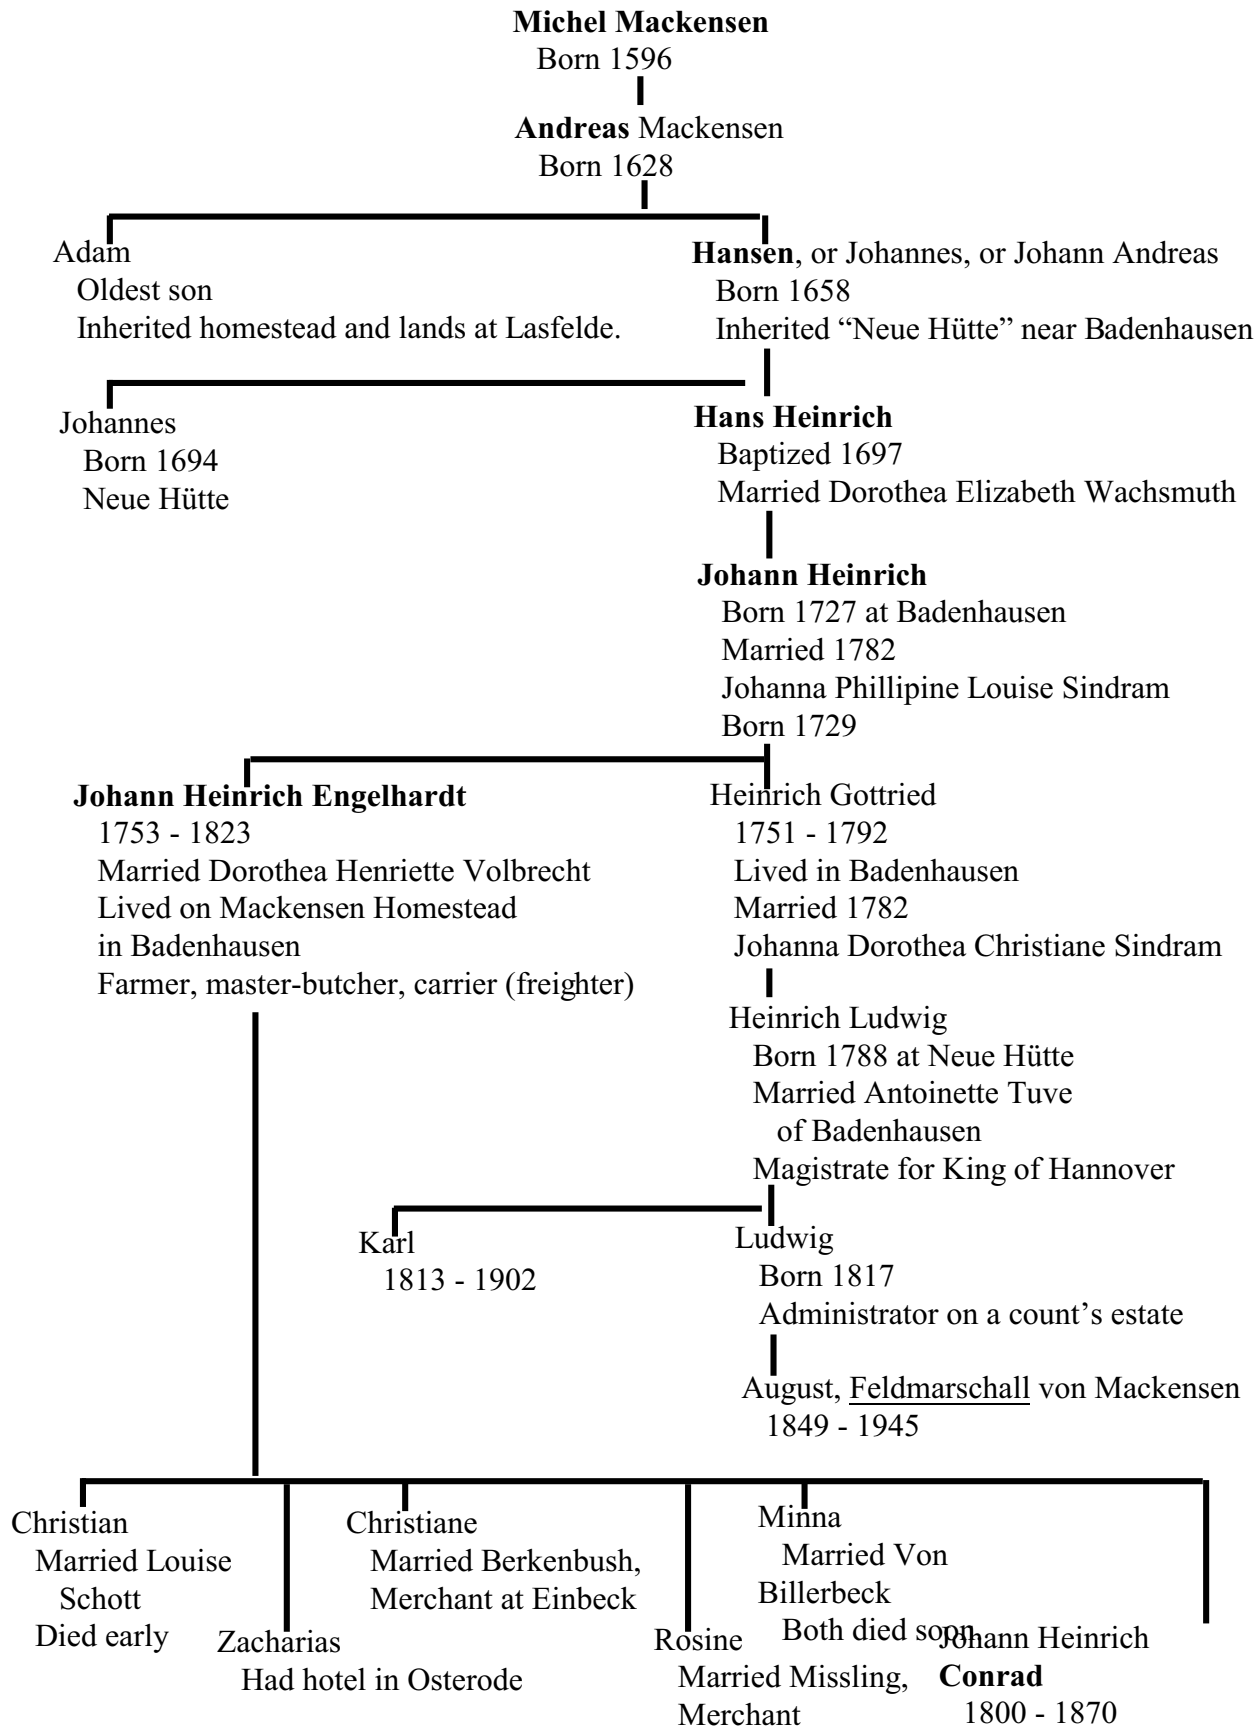 Michel Mackensen
Born 1596
Andreas Mackensen
Born 1628
Adam
Oldest son
Inherited homestead and lands at Lasfelde.
Hansen, or Johannes, or Johann Andreas
Born 1658
Inherited “Neue Hütte” near Badenhausen
Johannes
Born 1694
Neue Hütte
Hans Heinrich
Baptized 1697
Married Dorothea Elizabeth Wachsmuth
Johann Heinrich
Born 1727 at Badenhausen
Married 1782
Johanna Phillipine Louise Sindram
Born 1729
Johann Heinrich Engelhardt
1753 - 1823
Married Dorothea Henriette Volbrecht
Lived on Mackensen Homestead
in Badenhausen
Farmer, master-butcher, carrier (freighter)
Heinrich Gottried
1751 - 1792
Lived in Badenhausen
Married 1782
Johanna Dorothea Christiane Sindram
Heinrich Ludwig
Born 1788 at Neue Hütte
Married Antoinette Tuve
of Badenhausen
Magistrate for King of Hannover
Karl
1813 - 1902
Ludwig
Born 1817
Administrator on a count’s estate
August, Feldmarschall von Mackensen
1849 - 1945
Christian
Married Louise
Schott
Died early
Zacharias
Had hotel in Osterode
Christiane
Married Berkenbush,
Merchant at Einbeck
Rosine
Married Missling,
Merchant
Minna
Married Von
Billerbeck
Both died soon
Johann Heinrich
Conrad
1800 - 1870